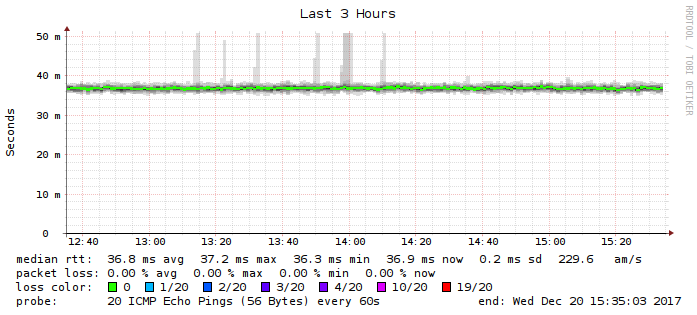 Last 3 Hours
RRDTOOL / TOBI OETIKER
Seconds
50 m
40 m
30 m
20 m
10 m
0
12:40 13:00 13:20 13:40 14:00 14:20 14:40 15:00 15:20
median rtt: 36.8 ms avg 37.2 ms max 36.3 ms min 36.9 ms now 0.2 ms sd 229.6 am/s
packet loss: 0.00 % avg 0.00 % max 0.00 % min 0.00 % now
loss color: 0 1/20 2/20 3/20 4/20 10/20 19/20
probe: 20 ICMP Echo Pings (56 Bytes) every 60s end: Wed Dec 20 15:35:03 2017